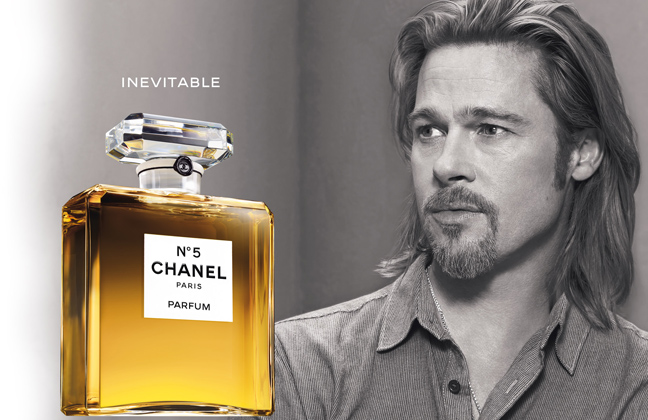 INEVITABLE
N°5
CHANEL
PARIS
PARFUM